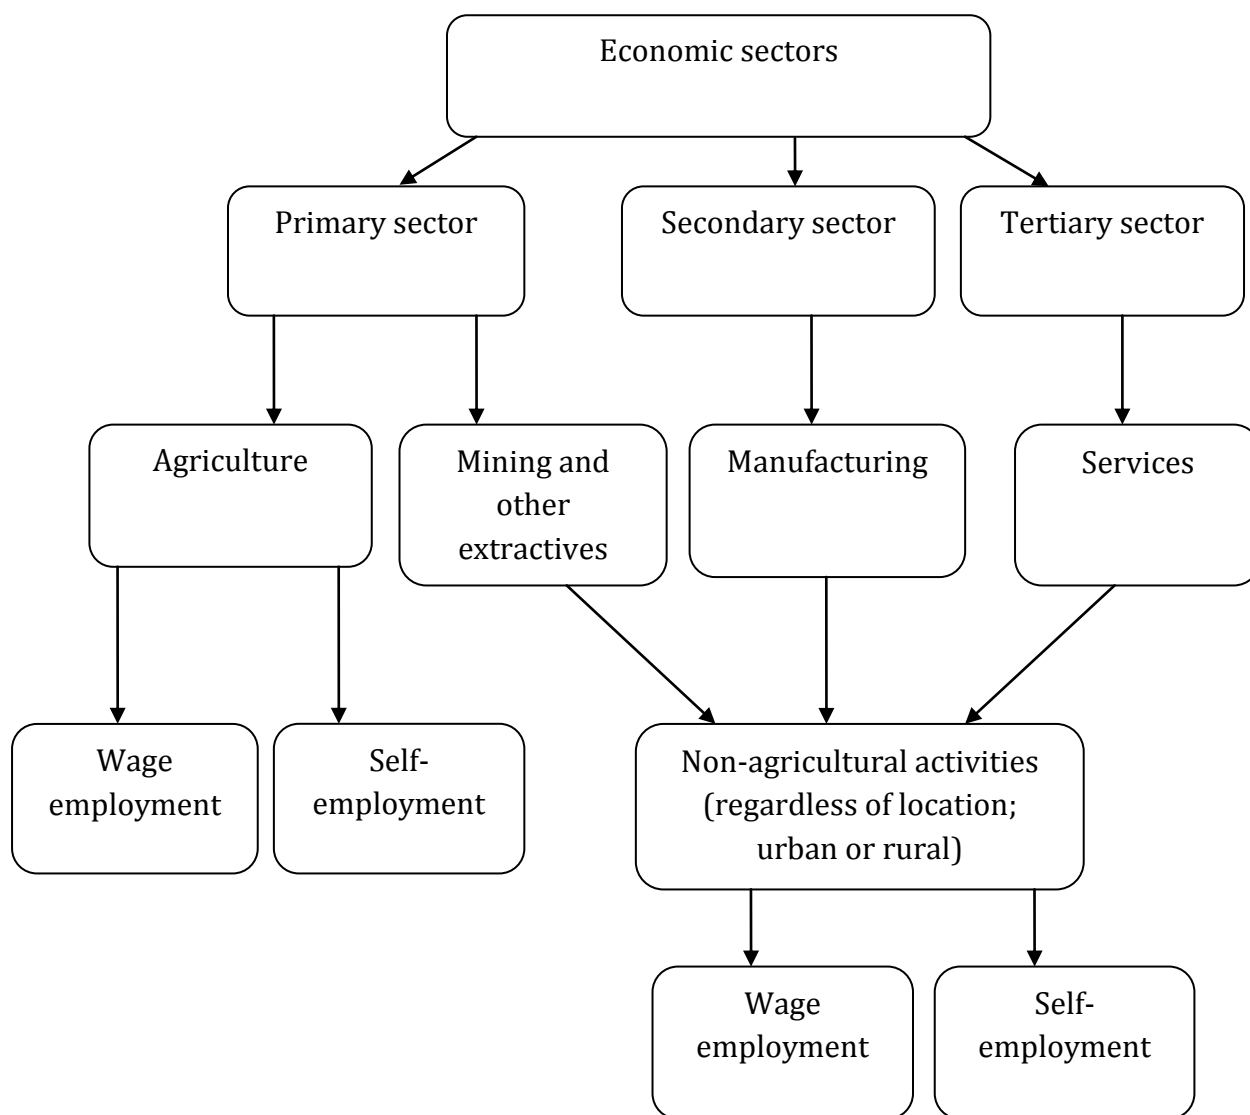 Economic sectors
Primary sector
Secondary sector
Tertiary sector
Agriculture
Mining and
other
extractives
Manufacturing
Services
Wage
employment
Self-
employment
Non-agricultural activities
(regardless of location;
urban or rural)
Wage
employment
Self-
employment